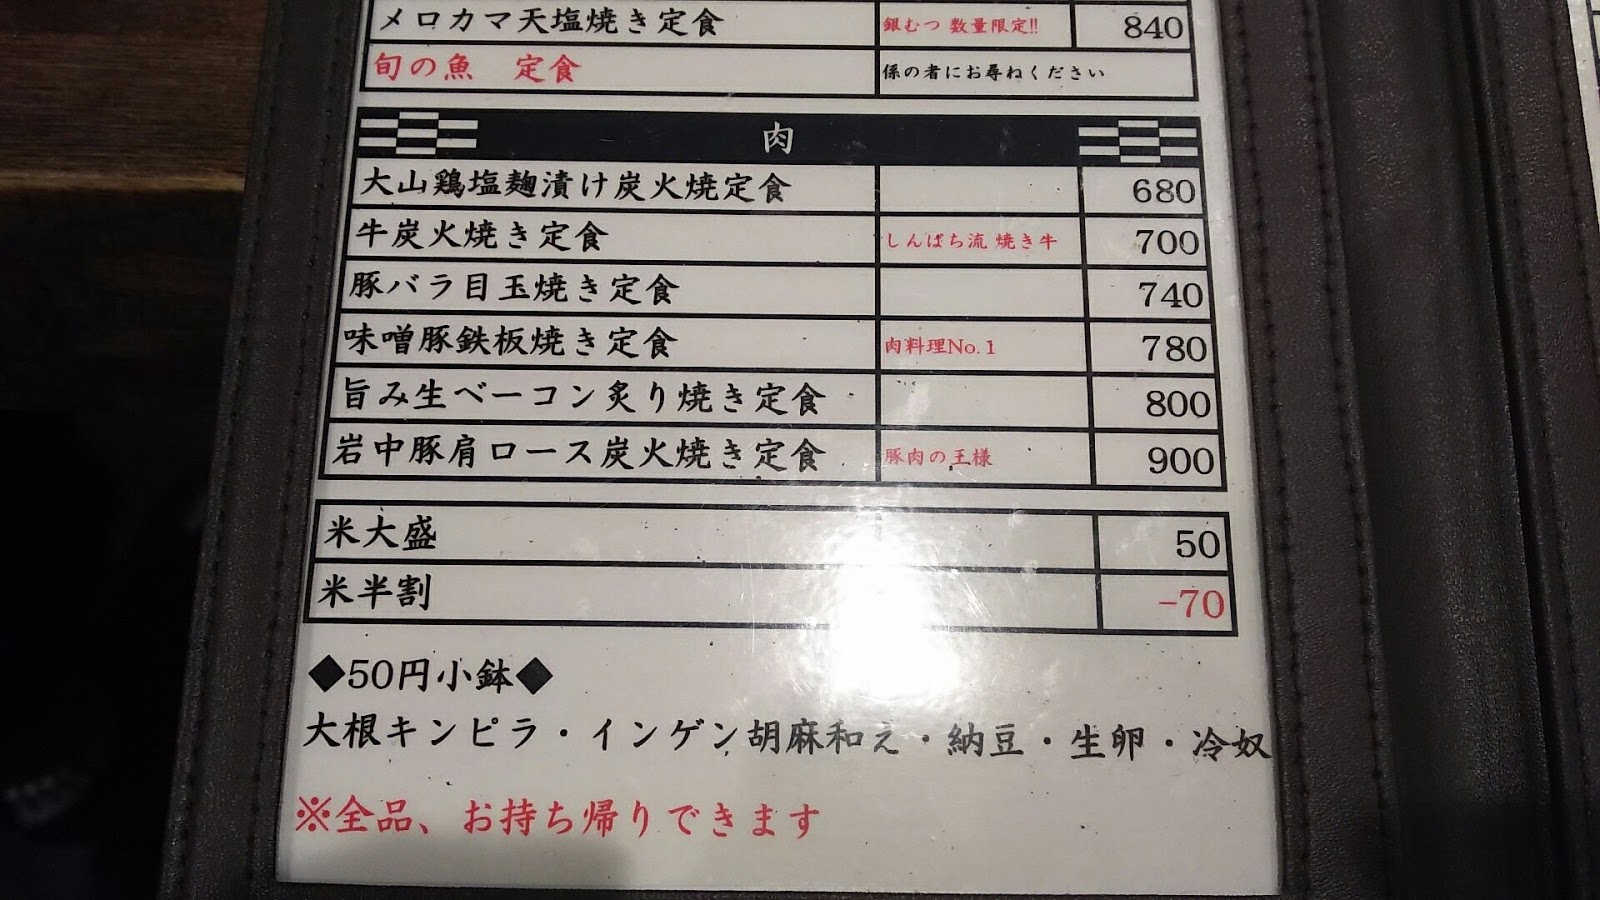 メロカマ天塩焼き定食 銀むつ 数量限定!! 840
旬の魚 定食 係の者にお尋ねください
肉
大山鶏塩麹漬け炭火焼定食 680
牛炭火焼き定食 しんぱち流 焼き牛 700
豚バラ目玉焼き定食 740
味噌豚鉄板焼き定食 肉料理No.1 780
旨み生ベーコン炙り焼き定食 800
岩中豚肩ロース炭火焼き定食 豚肉の王様 900
米大盛 50
米半割 -70
◆50円小鉢◆
大根キンピラ・インゲン胡麻和え・納豆・生卵・冷奴
※全品、お持ち帰りできます